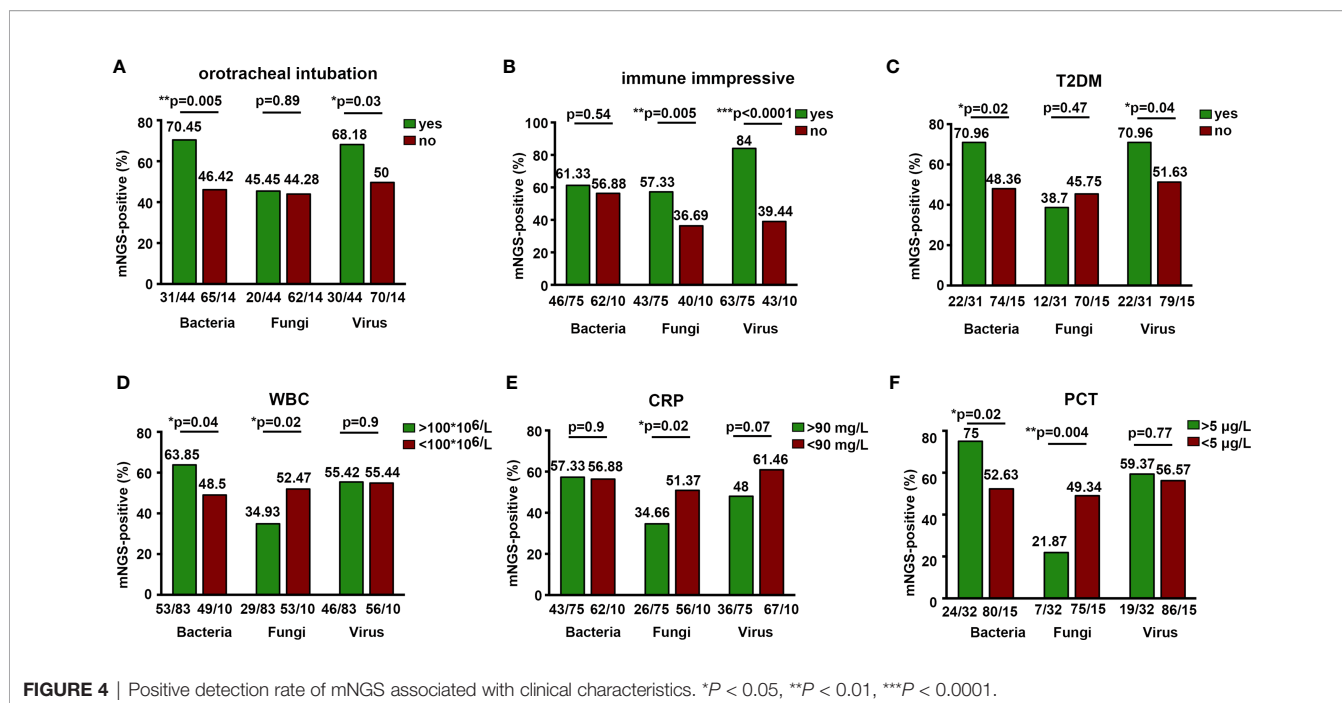 A
orotracheal intubation
**p=0.005 p=0.89 *p=0.03
yes
no
mNGS-positive (%)
80
60
40
20
0
70.45 46.42 45.45 44.28 68.18 50
31/44 65/14 20/44 62/14 30/44 70/14
Bacteria Fungi Virus
B
immune immpressive
p=0.54 **p=0.005 ***p<0.0001
yes
no
mNGS-positive (%)
100
80
60
40
20
0
61.33 56.88 57.33 36.69 84 39.44
46/75 62/10 43/75 40/10 63/75 43/10
Bacteria Fungi Virus
C
T2DM
*p=0.02 p=0.47 *p=0.04
yes
no
mNGS-positive (%)
80
60
40
20
0
70.96 48.36 38.7 45.75 70.96 51.63
22/31 74/15 12/31 70/15 22/31 79/15
Bacteria Fungi Virus
D
WBC
*p=0.04 *p=0.02 p=0.9
>100*10⁶/L
<100*10⁶/L
mNGS-positive (%)
80
60
40
20
0
63.85 48.5 34.93 52.47 55.42 55.44
53/83 49/10 29/83 53/10 46/83 56/10
Bacteria Fungi Virus
E
CRP
p=0.9 *p=0.02 p=0.07
>90 mg/L
<90 mg/L
mNGS-positive (%)
80
60
40
20
0
57.33 56.88 34.66 51.37 48 61.46
43/75 62/10 26/75 56/10 36/75 67/10
Bacteria Fungi Virus
F
PCT
*p=0.02 **p=0.004 p=0.77
>5 µg/L
<5 µg/L
mNGS-positive (%)
80
60
40
20
0
75 52.63 21.87 49.34 59.37 56.57
24/32 80/15 7/32 75/15 19/32 86/15
Bacteria Fungi Virus
FIGURE 4 | Positive detection rate of mNGS associated with clinical characteristics. *P < 0.05, **P < 0.01, ***P < 0.0001.